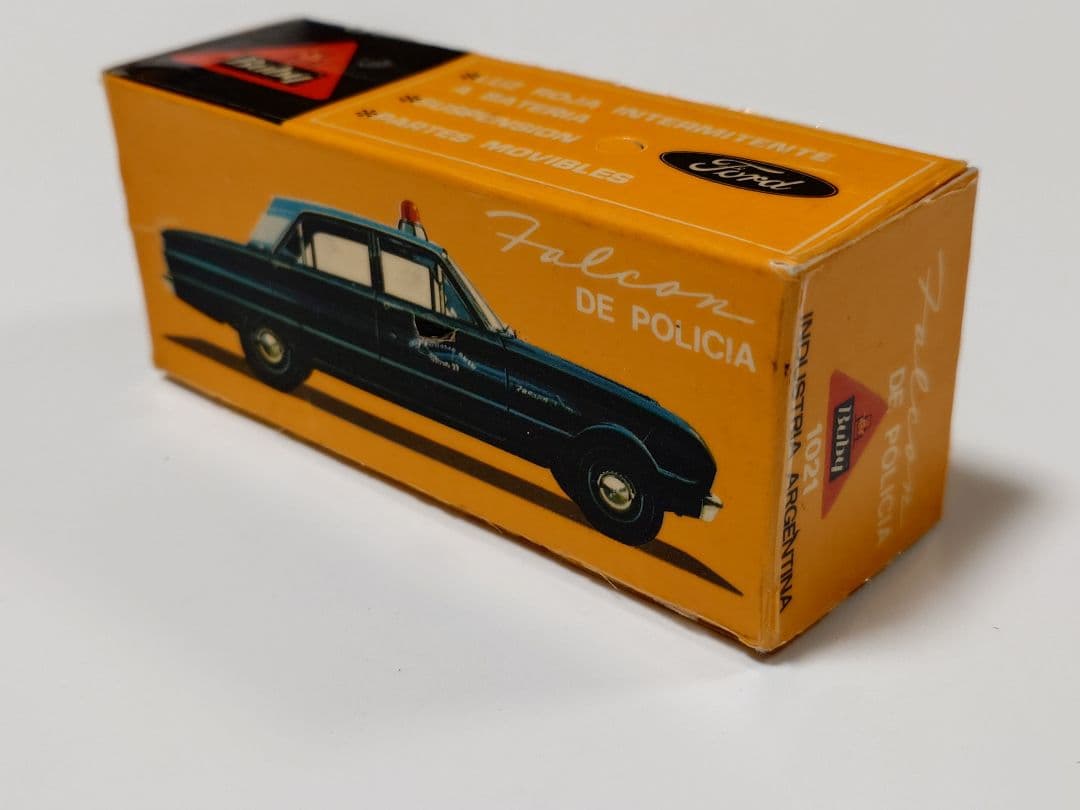 Buby
*LUZ ROJA INTERMITENTE
A BATERIA
*SUSPENSION
*PARTES MOVIBLES
Ford
Falcon
DE POLICIA
Falcon
INDUSTRIA ARGENTINA
1021
Buby
Falcon
DE POLICIA